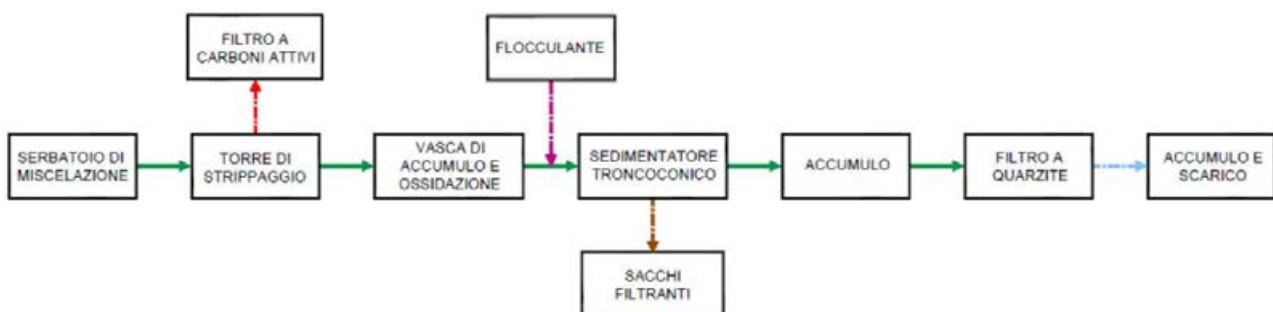 FILTRO A
CARBONI ATTIVI
FLOCCULANTE
SERBATOIO DI
MISCELAZIONE
TORRE DI
STRIPPAGGIO
VASCA DI
ACCUMULO E
OSSIDAZIONE
SEDIMENTATORE
TRONCOCONICO
ACCUMULO
FILTRO A
QUARZITE
ACCUMULO E
SCARICO
SACCHI
FILTRANTI